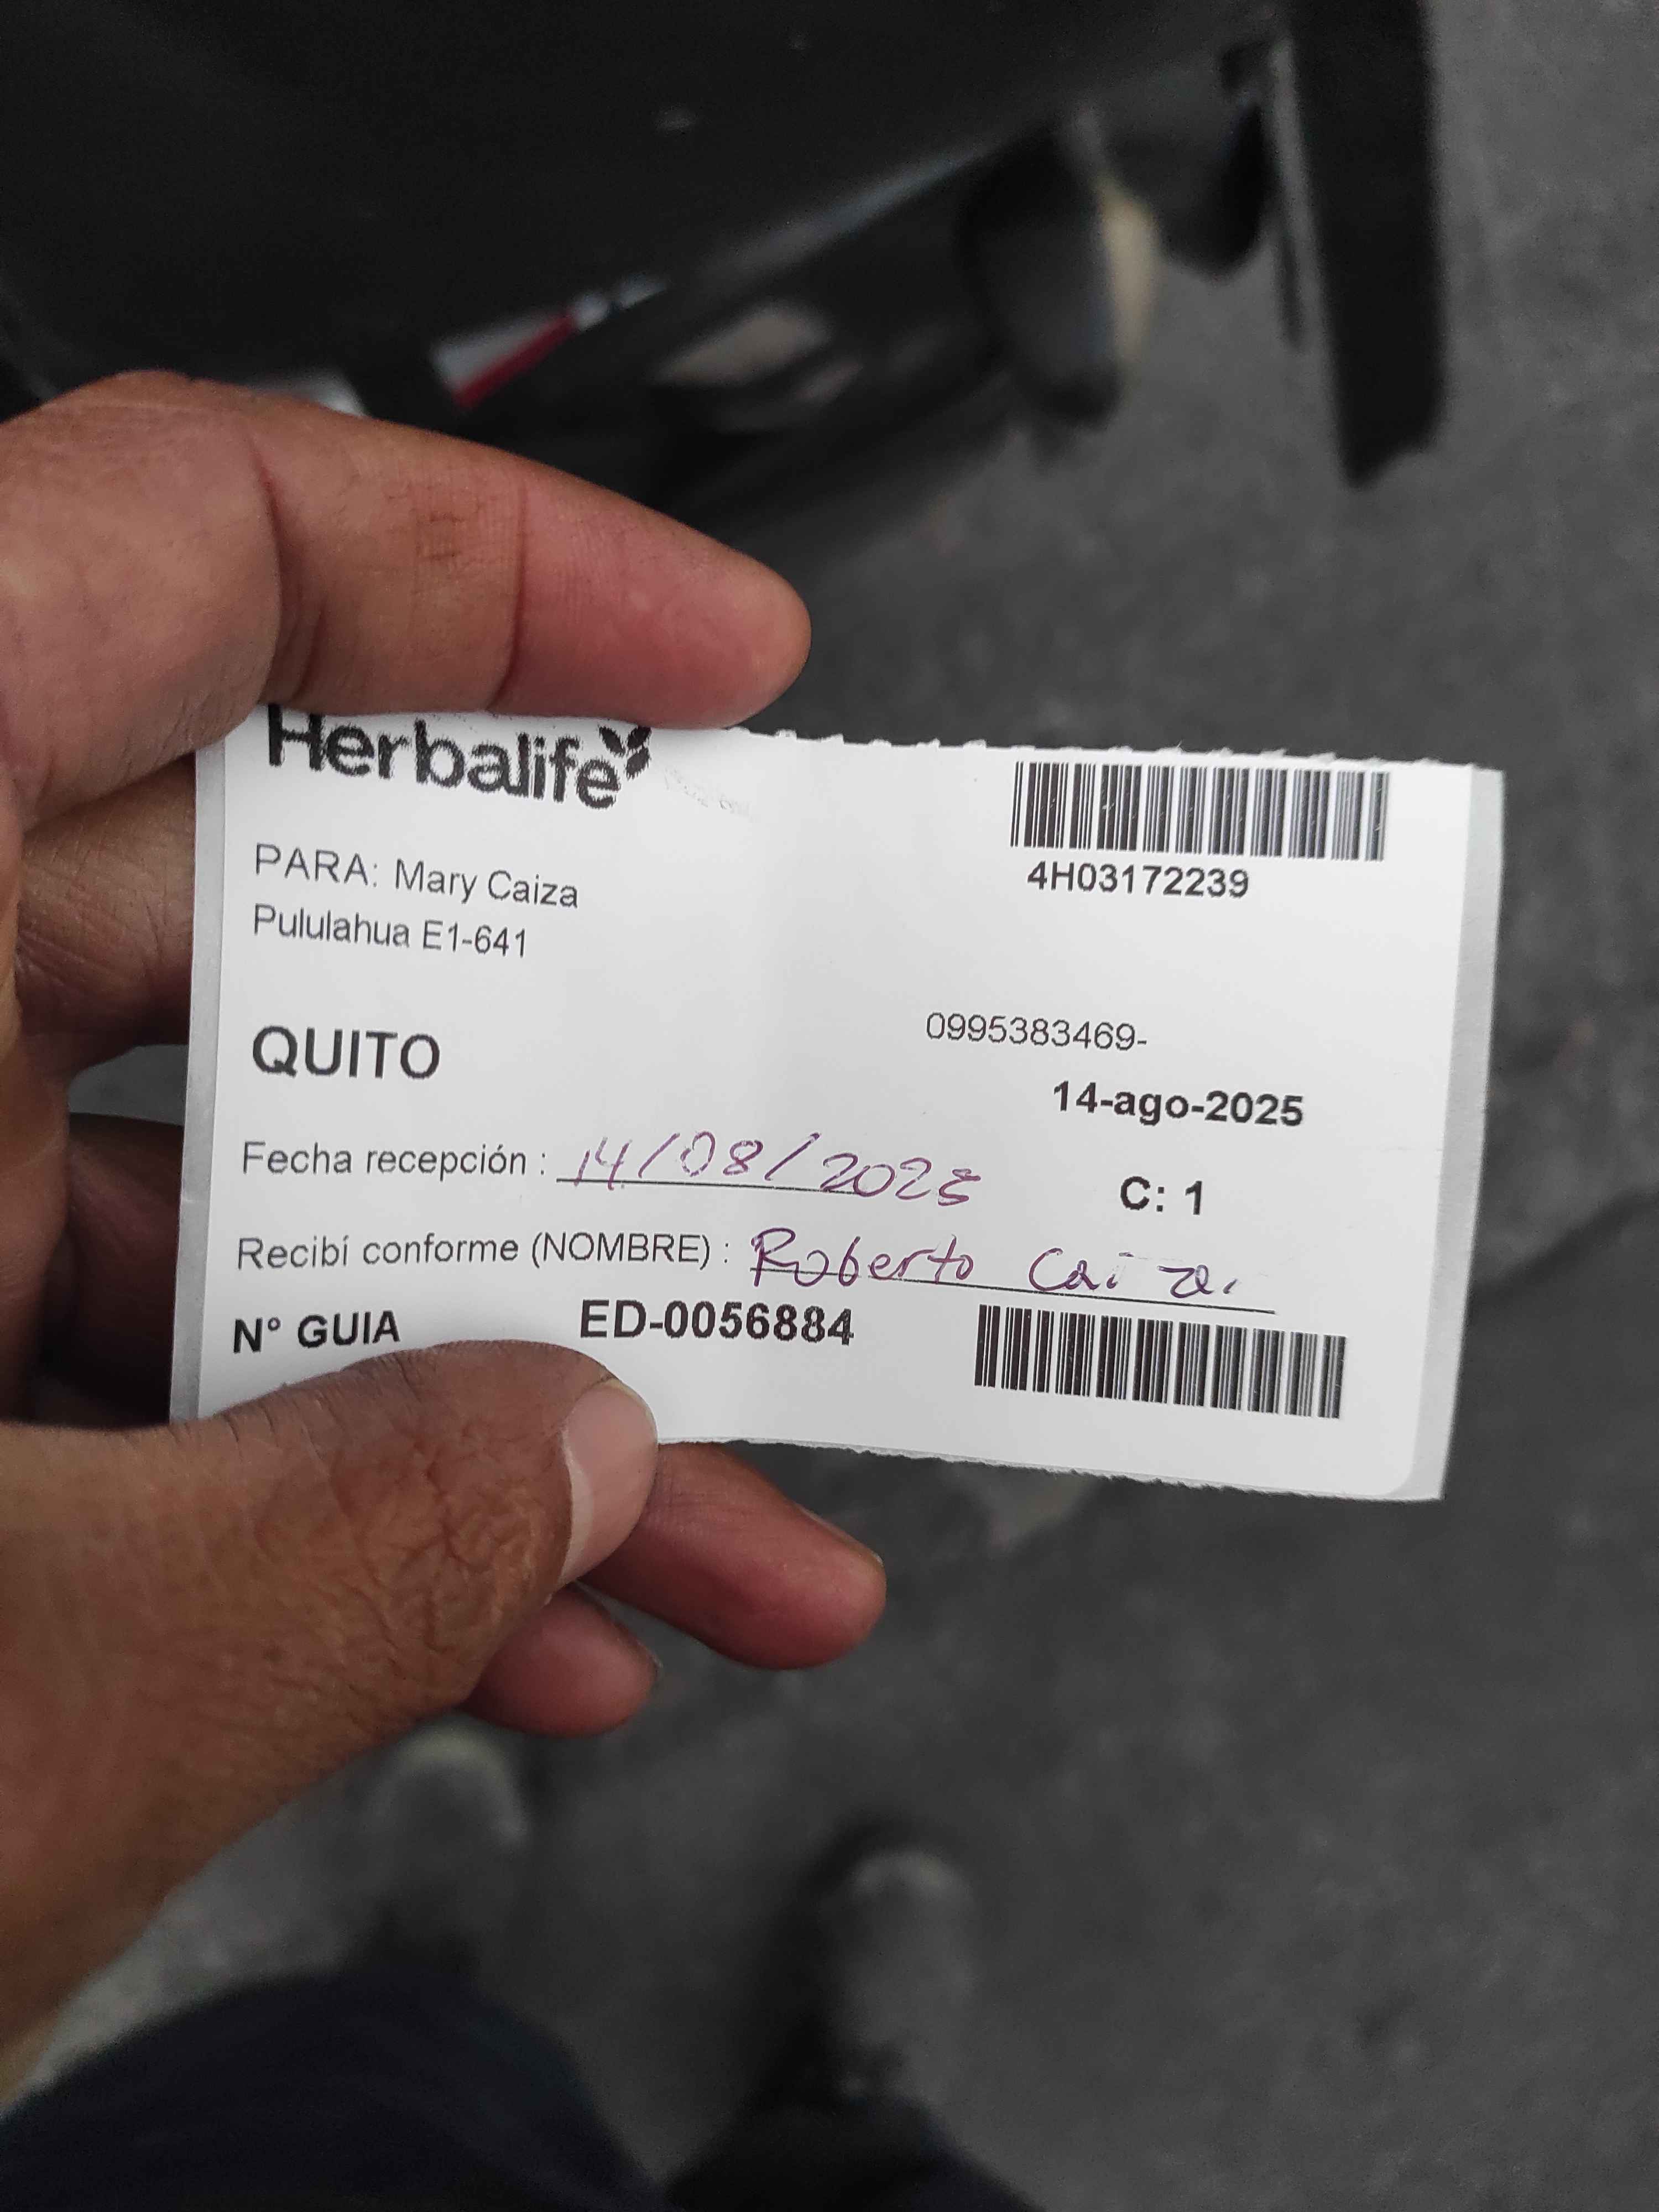 Herbalife
4H03172239
PARA: Mary Caiza
Pululahua E1-641
0995383469-
QUITO
14-ago-2025
Fecha recepción : 14/08/2025
C: 1
Recibí conforme (NOMBRE) : Roberto Caiza.
N° GUIA ED-0056884